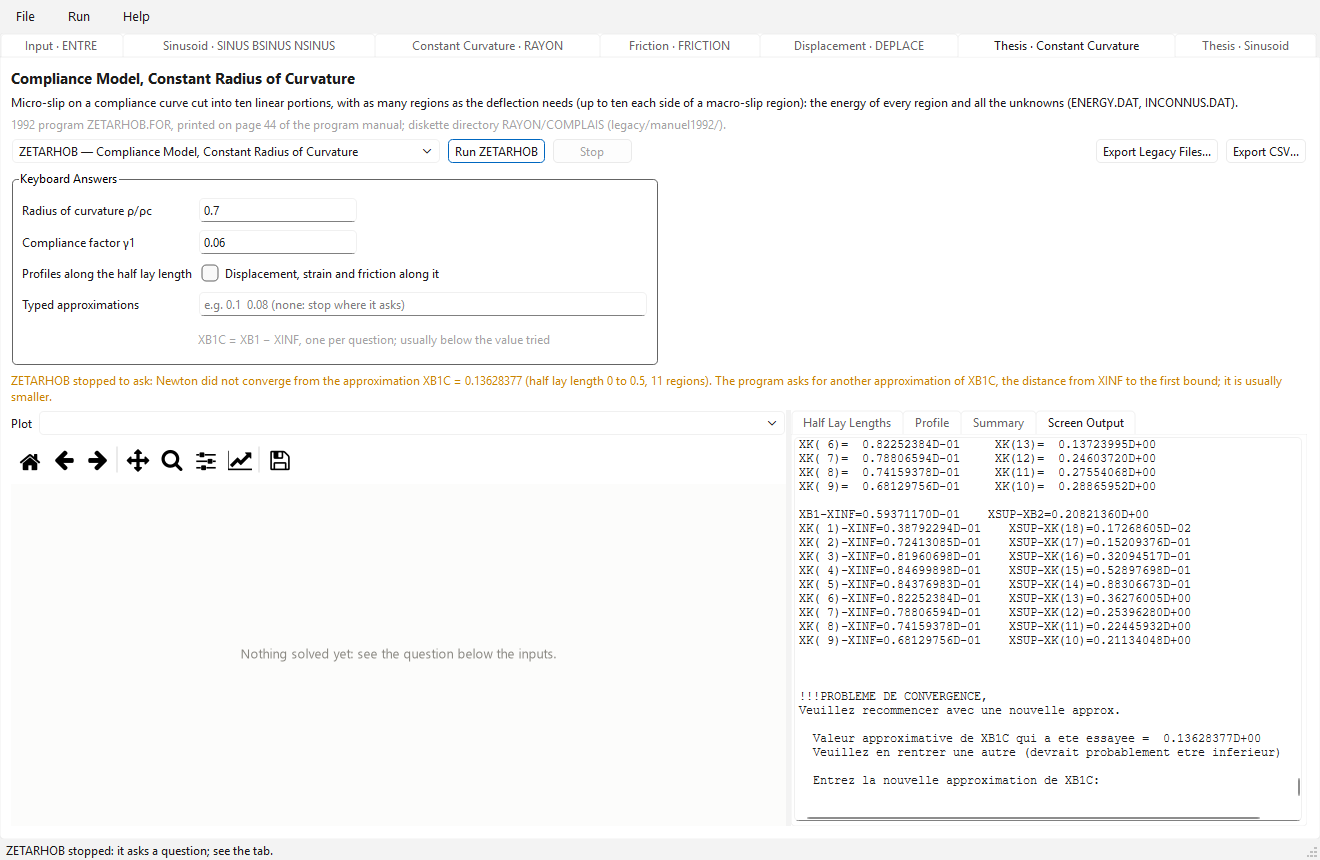 File Run Help
Input · ENTRE Sinusoid · SINUS BSINUS NSINUS Constant Curvature · RAYON Friction · FRICTION Displacement · DEPLACE Thesis · Constant Curvature Thesis · Sinusoid
Compliance Model, Constant Radius of Curvature
Micro-slip on a compliance curve cut into ten linear portions, with as many regions as the deflection needs (up to ten each side of a macro-slip region): the energy of every region and all the unknowns (ENERGY.DAT, INCONNUS.DAT).
1992 program ZETARHOB.FOR, printed on page 44 of the program manual; diskette directory RAYON/COMPLAIS (legacy/manuel1992/).
ZETARHOB — Compliance Model, Constant Radius of Curvature Run ZETARHOB Stop Export Legacy Files... Export CSV...
Keyboard Answers
Radius of curvature ρ/ρc 0.7
Compliance factor γ1 0.06
Profiles along the half lay length Displacement, strain and friction along it
Typed approximations e.g. 0.1 0.08 (none: stop where it asks)
XB1C = XB1 − XINF, one per question; usually below the value tried
ZETARHOB stopped to ask: Newton did not converge from the approximation XB1C = 0.13628377 (half lay length 0 to 0.5, 11 regions). The program asks for another approximation of XB1C, the distance from XINF to the first bound; it is usually
smaller.
Plot
Half Lay Lengths Profile Summary Screen Output
XK( 6)= 0.82252384D-01 XK(13)= 0.13723995D+00
XK( 7)= 0.78806594D-01 XK(12)= 0.24603720D+00
XK( 8)= 0.74159378D-01 XK(11)= 0.27554068D+00
XK( 9)= 0.68129756D-01 XK(10)= 0.28865952D+00
XB1-XINF=0.59371170D-01 XSUP-XB2=0.20821360D+00
XK( 1)-XINF=0.38792294D-01 XSUP-XK(18)=0.17268605D-02
XK( 2)-XINF=0.72413085D-01 XSUP-XK(17)=0.15209376D-01
XK( 3)-XINF=0.81960698D-01 XSUP-XK(16)=0.32094517D-01
XK( 4)-XINF=0.84699898D-01 XSUP-XK(15)=0.52897698D-01
XK( 5)-XINF=0.84376983D-01 XSUP-XK(14)=0.88306673D-01
XK( 6)-XINF=0.82252384D-01 XSUP-XK(13)=0.36276005D+00
XK( 7)-XINF=0.78806594D-01 XSUP-XK(12)=0.25396280D+00
XK( 8)-XINF=0.74159378D-01 XSUP-XK(11)=0.22445932D+00
XK( 9)-XINF=0.68129756D-01 XSUP-XK(10)=0.21134048D+00
!!!PROBLEME DE CONVERGENCE,
Veuillez recommencer avec une nouvelle approx.
Valeur approximative de XB1C qui a ete essayee = 0.13628377D+00
Veuillez en rentrer une autre (devrait probablement etre inferieur)
Entrez la nouvelle approximation de XB1C:
Nothing solved yet: see the question below the inputs.
ZETARHOB stopped: it asks a question; see the tab.